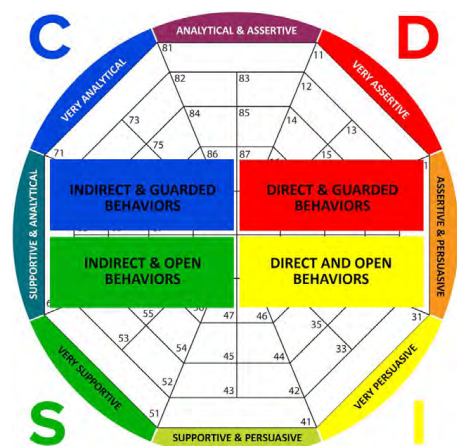 C
D
ANALYTICAL & ASSERTIVE
VERY ANALYTICAL
VERY ASSERTIVE
81
11
82
83
12
73
84
85
14
13
75
86
87
15
71
1
INDIRECT & GUARDED
BEHAVIORS
DIRECT & GUARDED
BEHAVIORS
SUPPORTIVE & ANALYTICAL
ASSERTIVE & PERSUASIVE
INDIRECT & OPEN
BEHAVIORS
DIRECT AND OPEN
BEHAVIORS
55
47
46
35
31
53
54
45
44
33
52
43
42
51
41
VERY SUPPORTIVE
VERY PERSUASIVE
S
SUPPORTIVE & PERSUASIVE
I